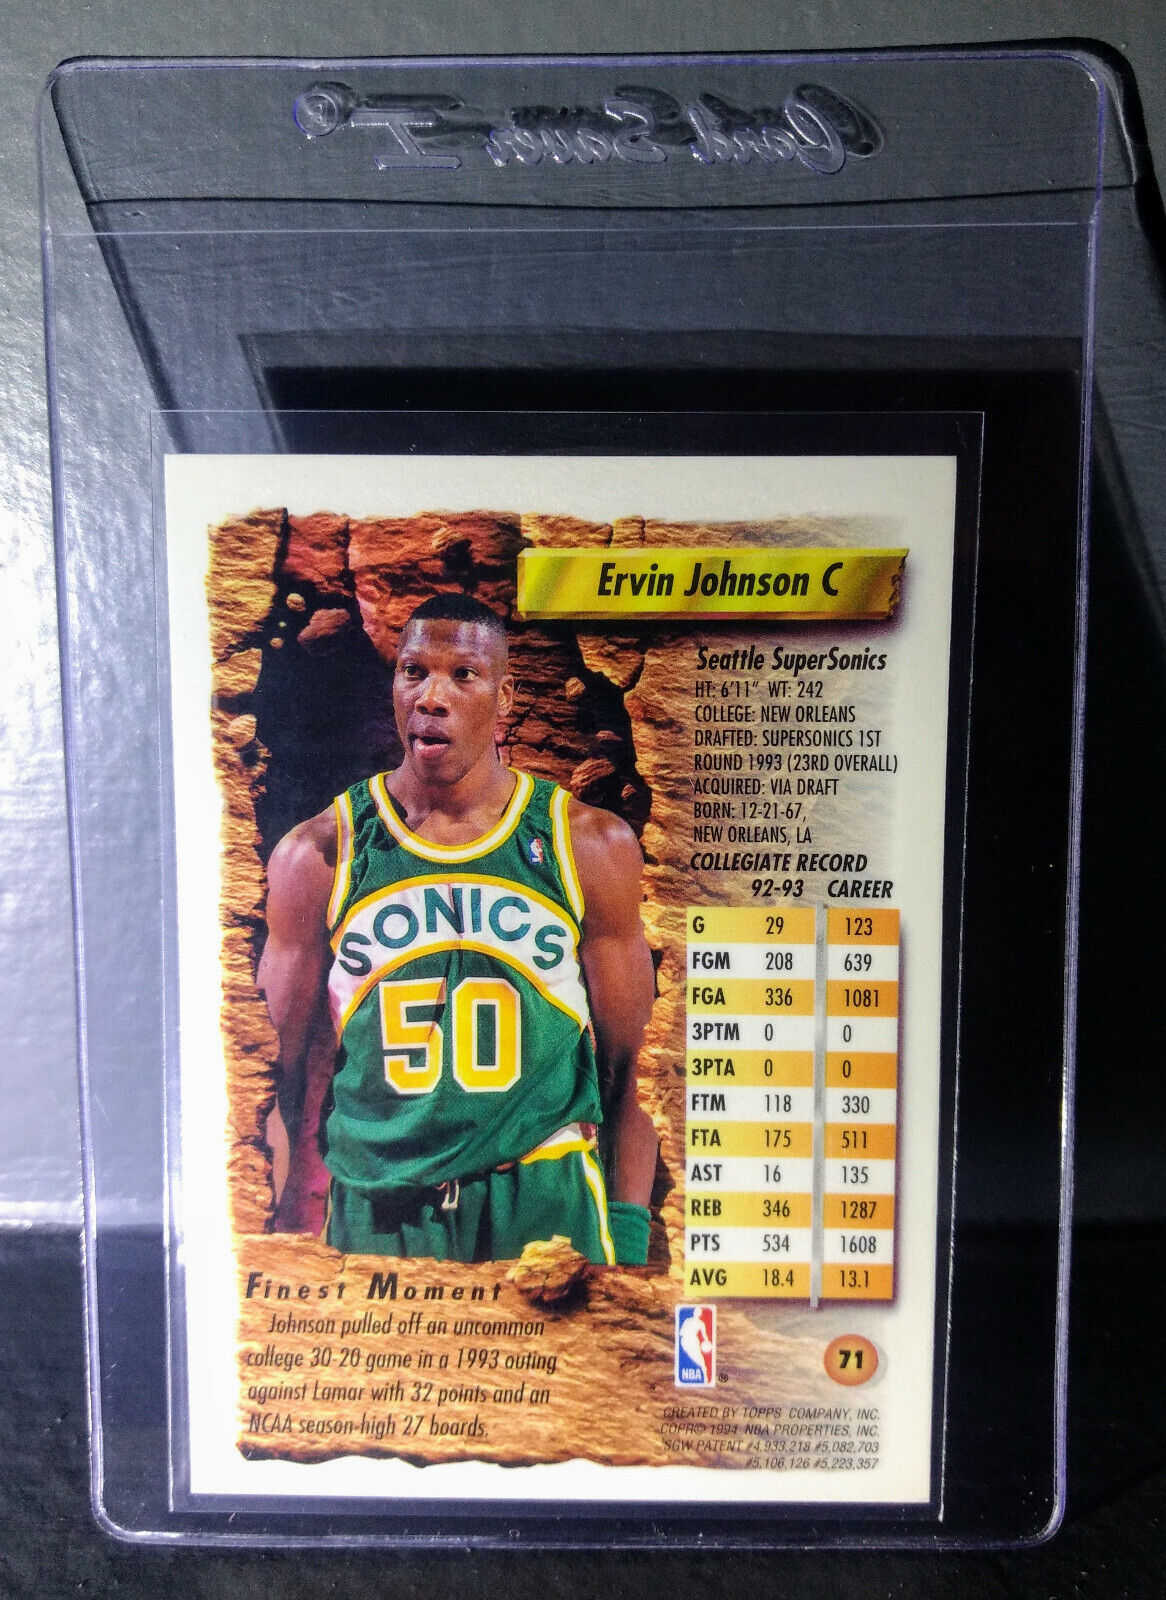 Card Saver I®
Ervin Johnson C
Seattle SuperSonics
HT: 6'11" WT: 242
COLLEGE: NEW ORLEANS
DRAFTED: SUPERSONICS 1ST
ROUND 1993 (23RD OVERALL)
ACQUIRED: VIA DRAFT
BORN: 12-21-67,
NEW ORLEANS, LA
COLLEGIATE RECORD
92-93 CAREER
G 29 123
FGM 208 639
FGA 336 1081
3PTM 0 0
3PTA 0 0
FTM 118 330
FTA 175 511
AST 16 135
REB 346 1287
PTS 534 1608
AVG 18.4 13.1
SONICS
50
Finest Moment
Johnson pulled off an uncommon
college 30-20 game in a 1993 outing
against Lamar with 32 points and an
NCAA season-high 27 boards.
NBA ®
71
CREATED BY TOPPS COMPANY, INC.
COPR© 1994 NBA PROPERTIES, INC.
SGW PATENT #4,933,218 #5,082,703
#5,106,126 #5,223,357